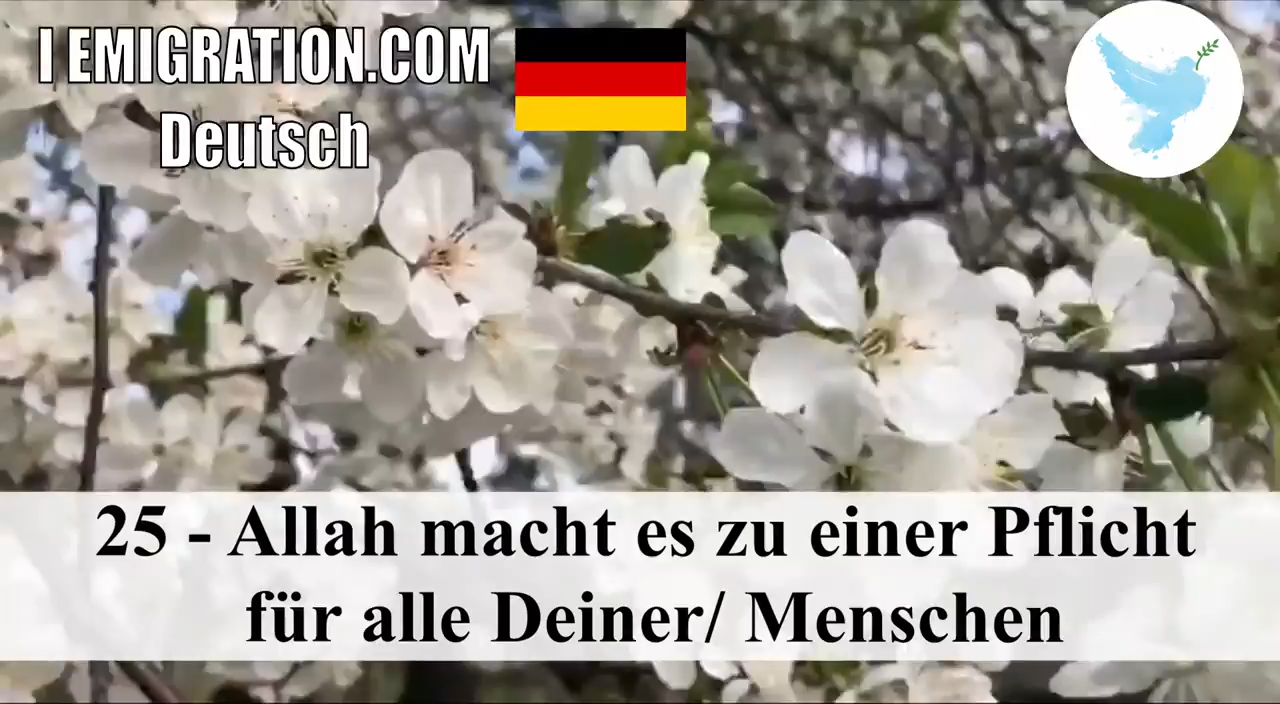 I EMIGRATION.COM
Deutsch
25 - Allah macht es zu einer Pflicht
für alle Deiner/ Menschen